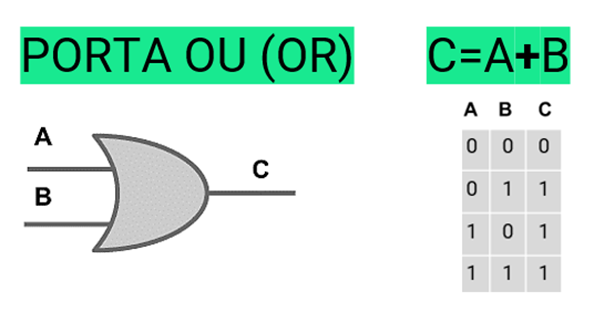 PORTA OU (OR)
C=A+B
A
B
C
A B C
0 0 0
0 1 1
1 0 1
1 1 1